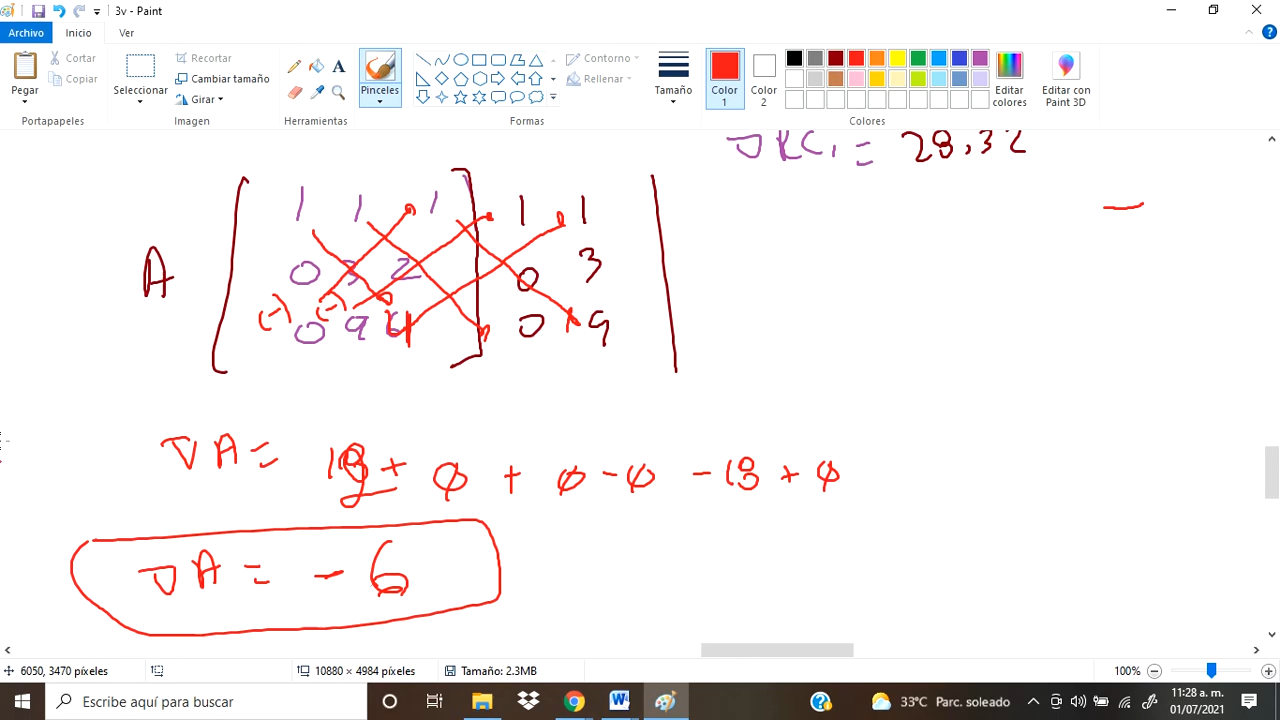 3v - Paint
Archivo Inicio Ver
Pegar
Cortar
Copiar
Portapapeles
Seleccionar
Recortar
Cambiar tamaño
Girar
Imagen
A
Herramientas
Pinceles
Contorno
Rellenar
Formas
Tamaño
Color 1
Color 2
Editar colores
Editar con Paint 3D
Colores
= 28,32
1 1 1 1 1
A 0 3 2 0 3
(-) 0 (-) 9 4 0 9
∇A = 12 + 0 + 0 - 0 - 18 + 0
∇A = - 6
6050, 3470 píxeles
10880 × 4984 píxeles
Tamaño: 2.3MB
100%
Escribe aquí para buscar
W
33°C Parc. soleado
11:28 a. m.
01/07/2021